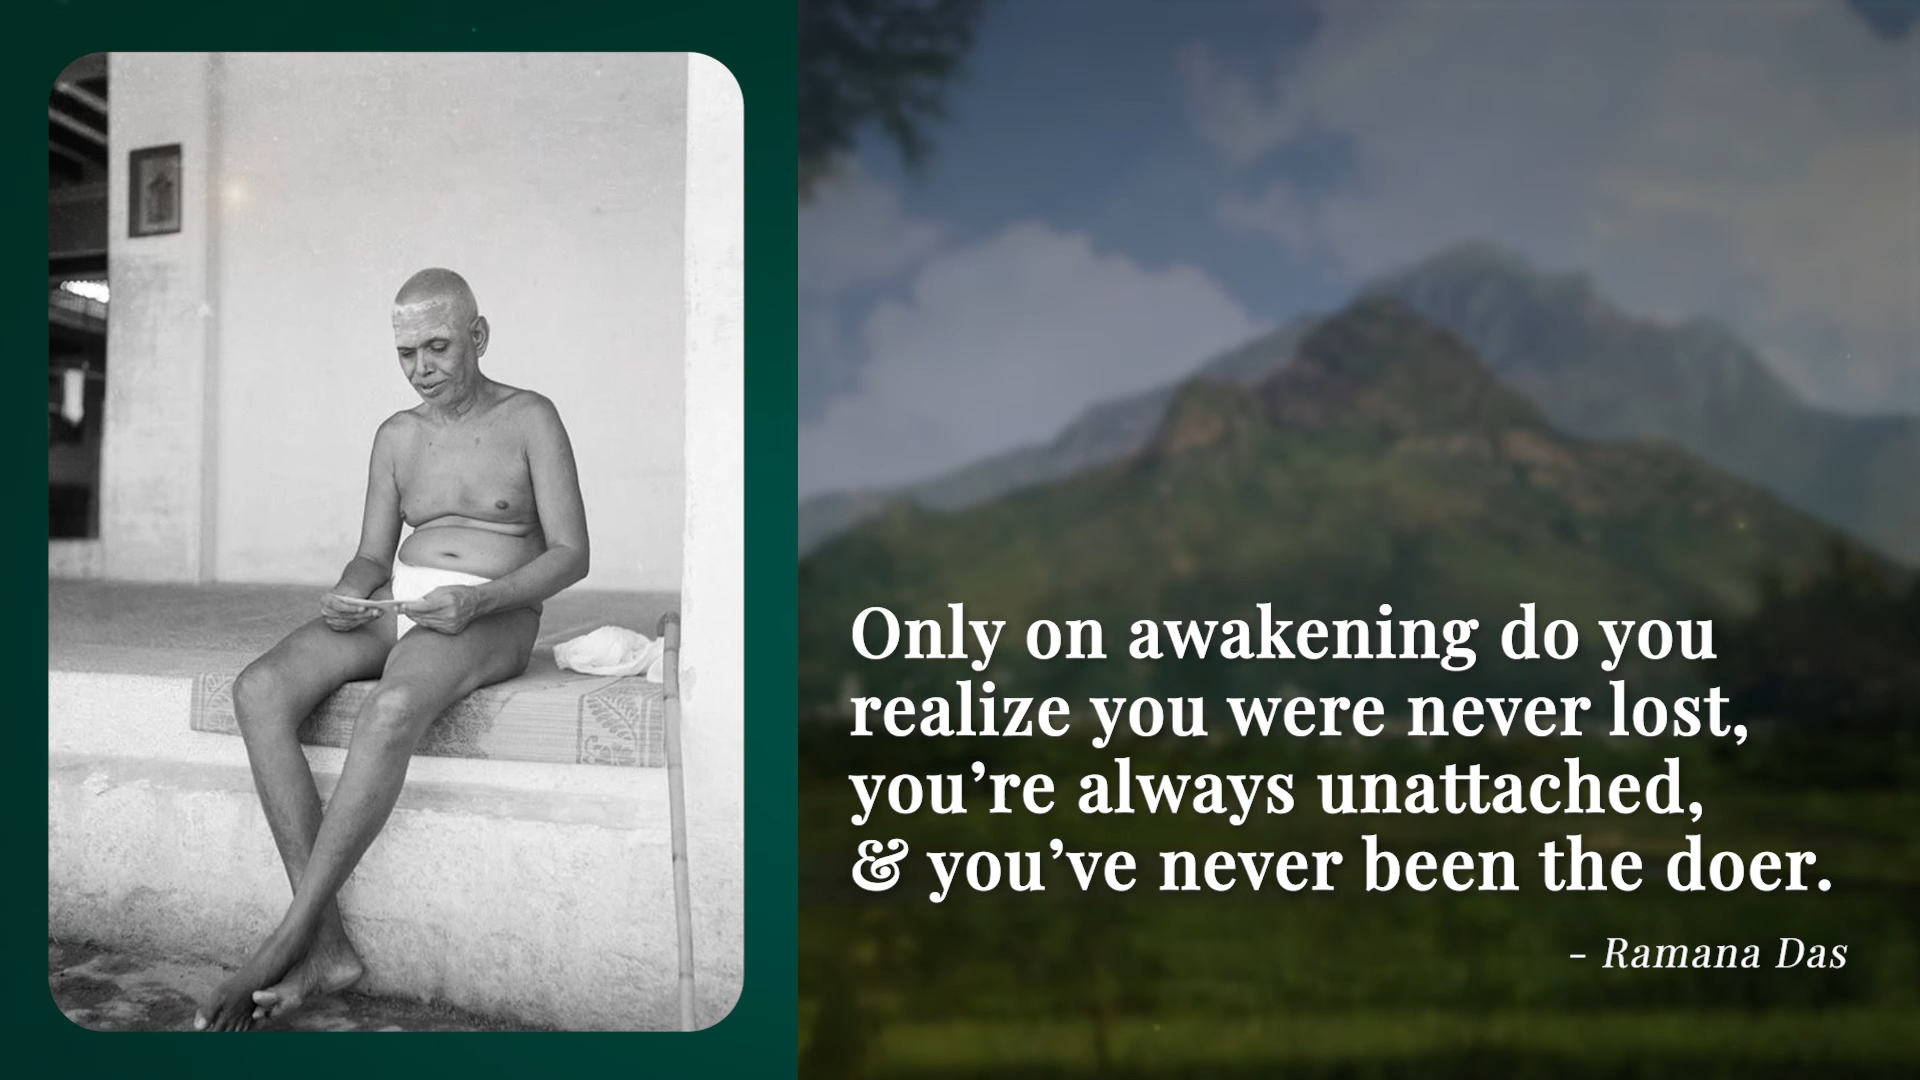 Only on awakening do you
realize you were never lost,
you’re always unattached,
& you’ve never been the doer.
– Ramana Das